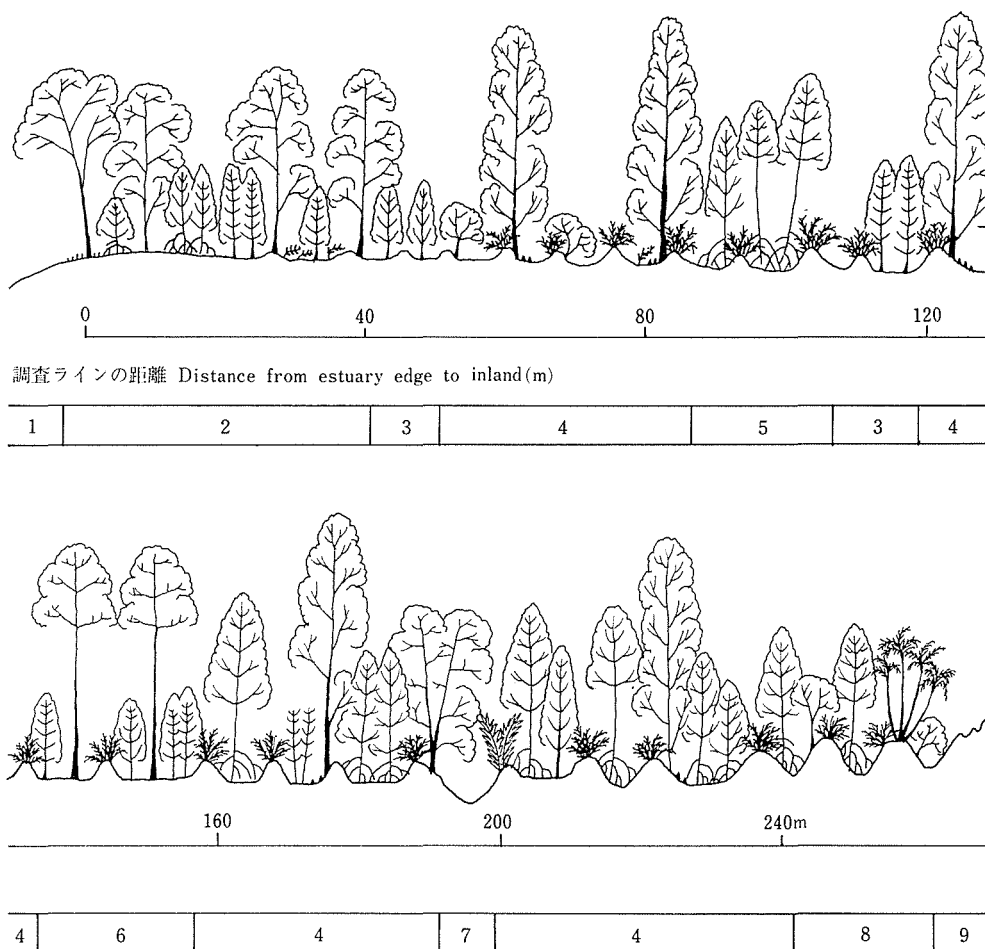 0 40 80 120
調査ラインの距離 Distance from estuary edge to inland(m)
1 2 3 4 5 3 4
160 200 240m
4 6 4 7 4 8 9